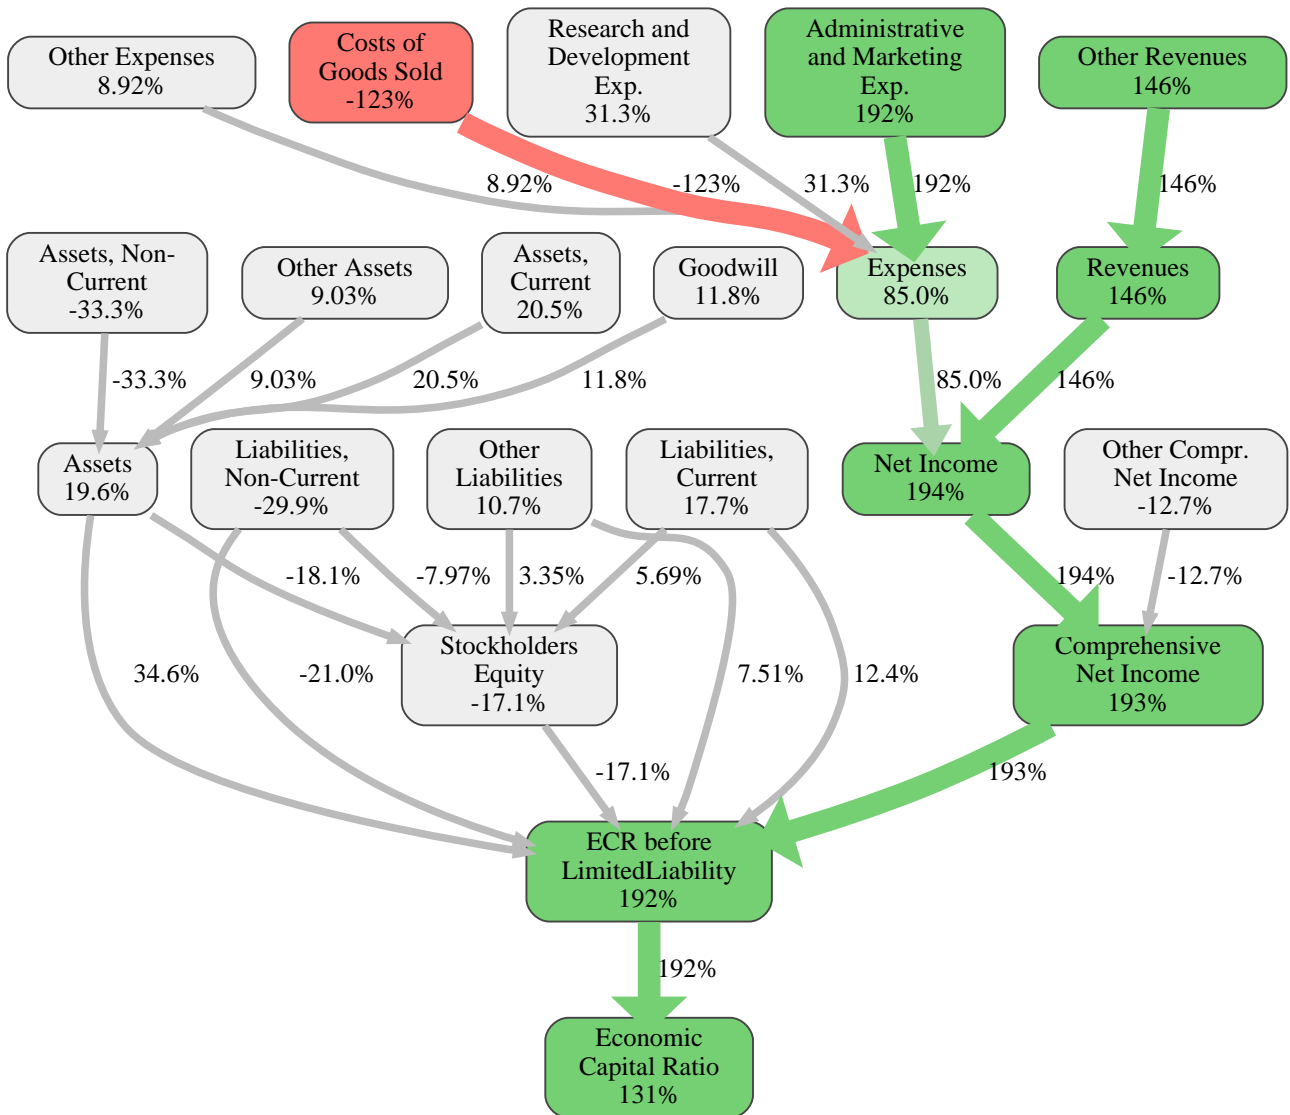 Other Expenses
8.92%
Costs of
Goods Sold
-123%
Research and
Development
Exp.
31.3%
Administrative
and Marketing
Exp.
192%
Other Revenues
146%
8.92%
-123%
31.3%
192%
146%
Assets, Non-
Current
-33.3%
Other Assets
9.03%
Assets,
Current
20.5%
Goodwill
11.8%
Expenses
85.0%
Revenues
146%
-33.3%
9.03%
20.5%
11.8%
85.0%
146%
Assets
19.6%
Liabilities,
Non-Current
-29.9%
Other
Liabilities
10.7%
Liabilities,
Current
17.7%
Net Income
194%
Other Compr.
Net Income
-12.7%
-18.1%
-7.97%
3.35%
5.69%
194%
-12.7%
34.6%
-21.0%
Stockholders
Equity
-17.1%
7.51%
12.4%
Comprehensive
Net Income
193%
-17.1%
193%
ECR before
LimitedLiability
192%
192%
Economic
Capital Ratio
131%